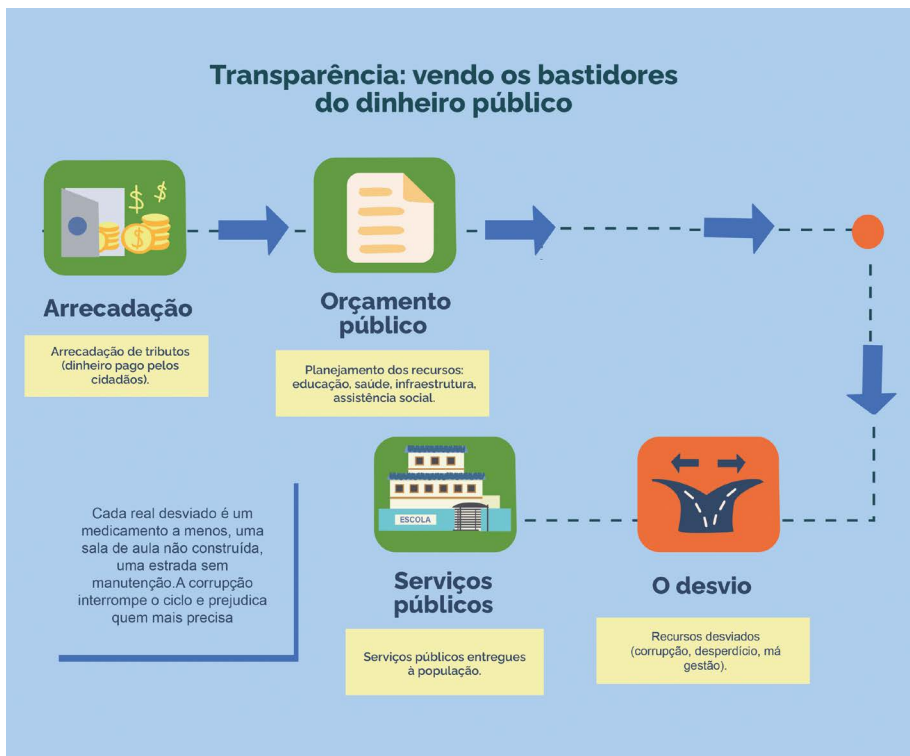 Transparência: vendo os bastidores
do dinheiro público
Arrecadação
Arrecadação de tributos
(dinheiro pago pelos
cidadãos).
Orçamento
público
Planejamento dos recursos:
educação, saúde, infraestrutura,
assistência social.
O desvio
Recursos desviados
(corrupção, desperdício, má
gestão).
ESCOLA
Serviços
públicos
Serviços públicos entregues
à população.
Cada real desviado é um
medicamento a menos, uma
sala de aula não construída,
uma estrada sem
manutenção.A corrupção
interrompe o ciclo e prejudica
quem mais precisa